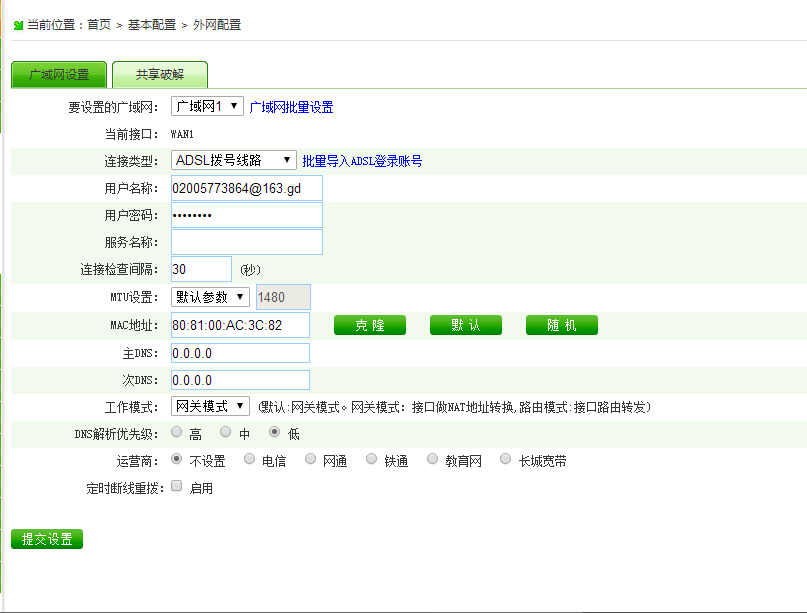 当前位置：首页 > 基本配置 > 外网配置
广域网设置 共享破解
要设置的广域网： 广域网1 广域网批量设置
当前接口： WAN1
连接类型： ADSL拨号线路 批量导入ADSL登录账号
用户名称： 02005773864@163.gd
用户密码： ••••••••
服务名称：
连接检查间隔： 30 (秒)
MTU设置： 默认参数 1480
MAC地址： 80:81:00:AC:3C:82 克 隆 默 认 随 机
主DNS： 0.0.0.0
次DNS： 0.0.0.0
工作模式： 网关模式 (默认:网关模式。网关模式：接口做NAT地址转换,路由模式:接口路由转发)
DNS解析优先级： 高 中 低
运营商： 不设置 电信 网通 铁通 教育网 长城宽带
定时断线重拨： 启用
提交设置